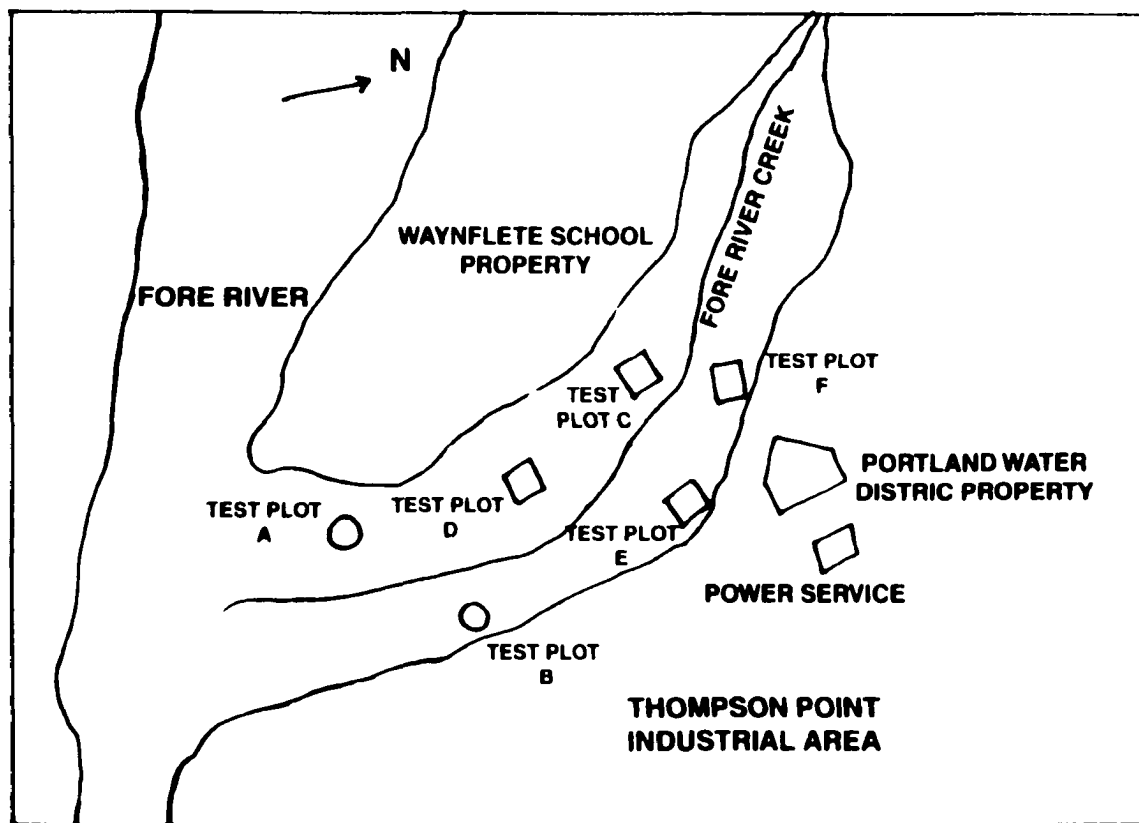 N
WAYNFLETE SCHOOL
PROPERTY
FORE RIVER
FORE RIVER CREEK
TEST PLOT
F
TEST
PLOT C
PORTLAND WATER
DISTRIC PROPERTY
TEST PLOT
A
TEST PLOT
D
TEST PLOT
E
POWER SERVICE
TEST PLOT
B
THOMPSON POINT
INDUSTRIAL AREA